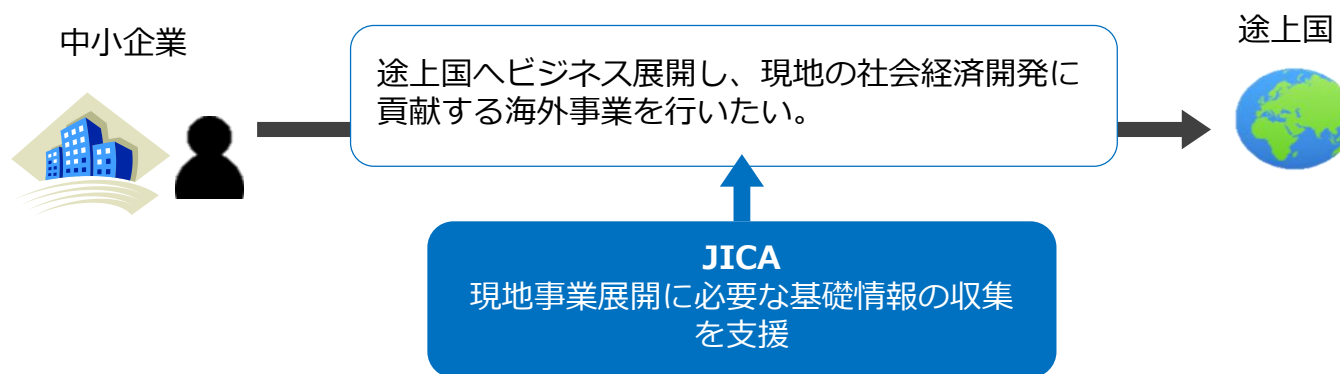 中小企業
途上国
途上国へビジネス展開し、現地の社会経済開発に
貢献する海外事業を行いたい。
JICA
現地事業展開に必要な基礎情報の収集
を支援